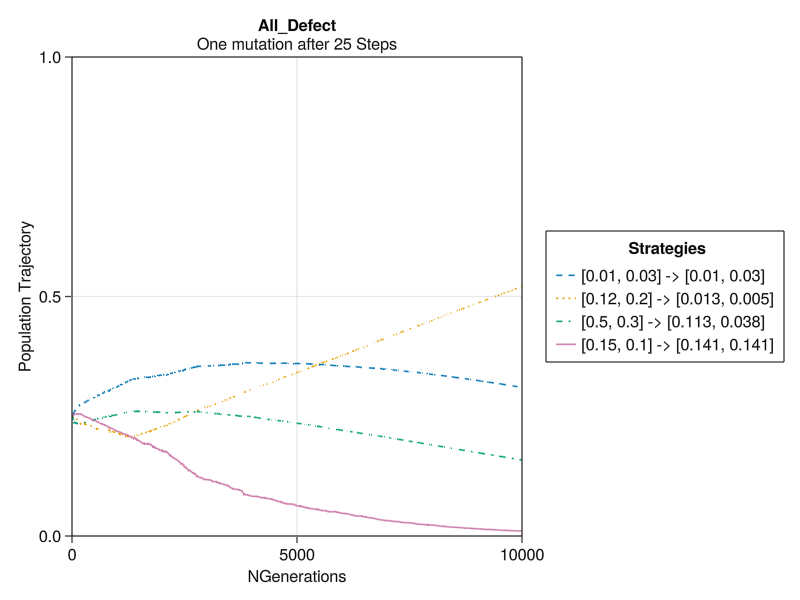 All_Defect
One mutation after 25 Steps
1.0
0.5
0.0
Population Trajectory
0
5000
10000
NGenerations
Strategies
[0.01, 0.03] -> [0.01, 0.03]
[0.12, 0.2] -> [0.013, 0.005]
[0.5, 0.3] -> [0.113, 0.038]
[0.15, 0.1] -> [0.141, 0.141]